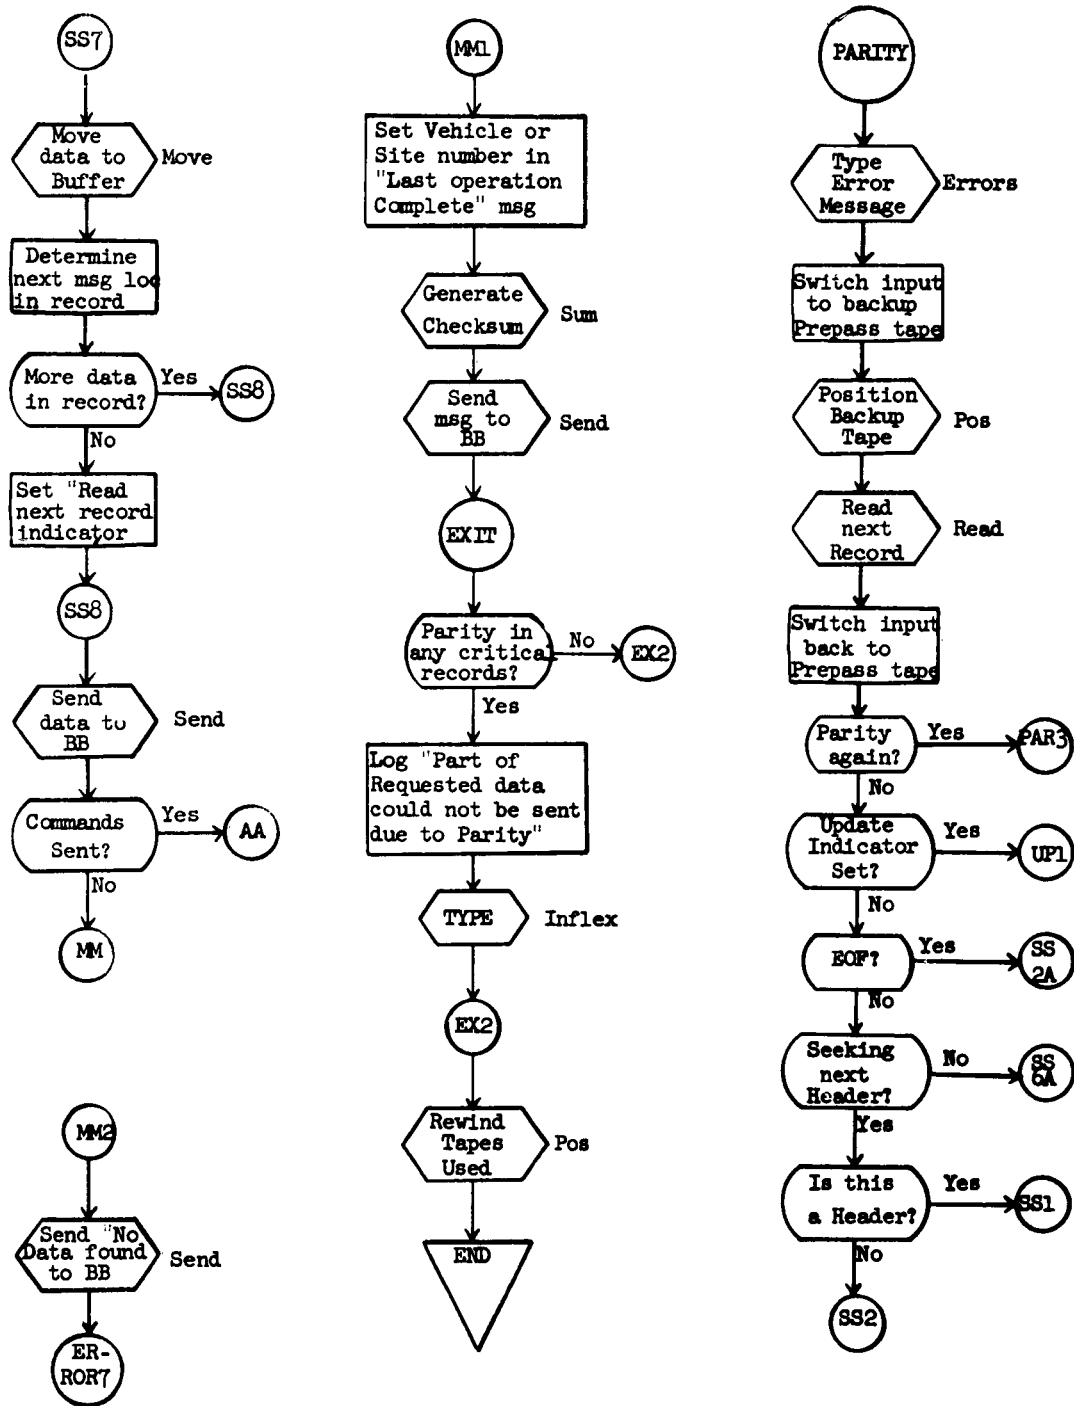 SS7
Move
data to
Buffer
Move
Determine
next msg loc
in record
More data
in record?
Yes
SS8
No
Set "Read
next record
indicator
SS8
Send
data to
BB
Send
Commands
Sent?
Yes
AA
No
MM
MM2
Send "No
Data found
to BB
Send
ER-
ROR7
MM1
Set Vehicle or
Site number in
"Last operation
Complete" msg
Generate
Checksum
Sum
Send
msg to
BB
Send
EXIT
Parity in
any critical
records?
No
EX2
Yes
Log "Part of
Requested data
could not be sent
due to Parity"
TYPE
Inflex
EX2
Rewind
Tapes
Used
Pos
END
PARITY
Type
Error
Message
Errors
Switch input
to backup
Prepass tape
Position
Backup
Tape
Pos
Read
next
Record
Read
Switch input
back to
Prepass tape
Parity
again?
Yes
PAR3
No
Update
Indicator
Set?
Yes
UP1
No
EOF?
Yes
SS
2A
No
Seeking
next
Header?
No
SS
6A
Yes
Is this
a Header?
Yes
SS1
No
SS2